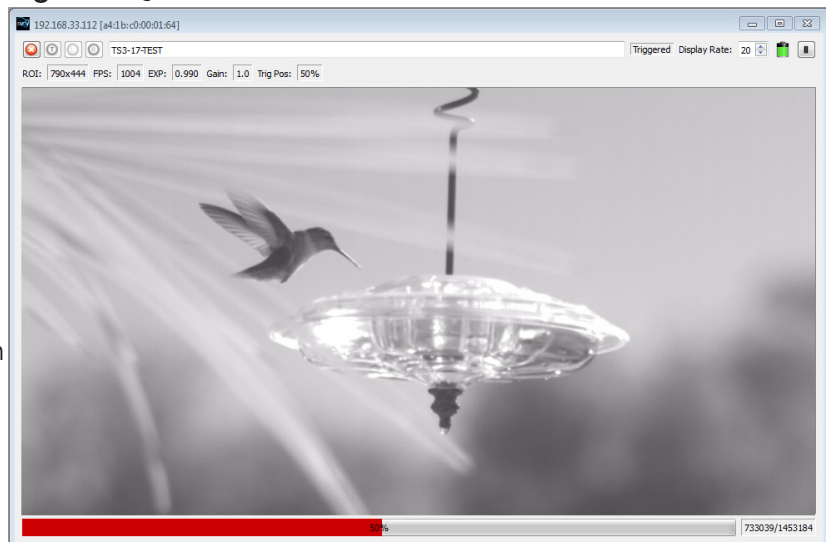 192.168.33.112 [a4:1b:c0:00:01:64]
TS3-17-TEST Triggered Display Rate: 20
ROI: 790x444 FPS: 1004 EXP: 0.990 Gain: 1.0 Trig Pos: 50%
50% 733039/1453184